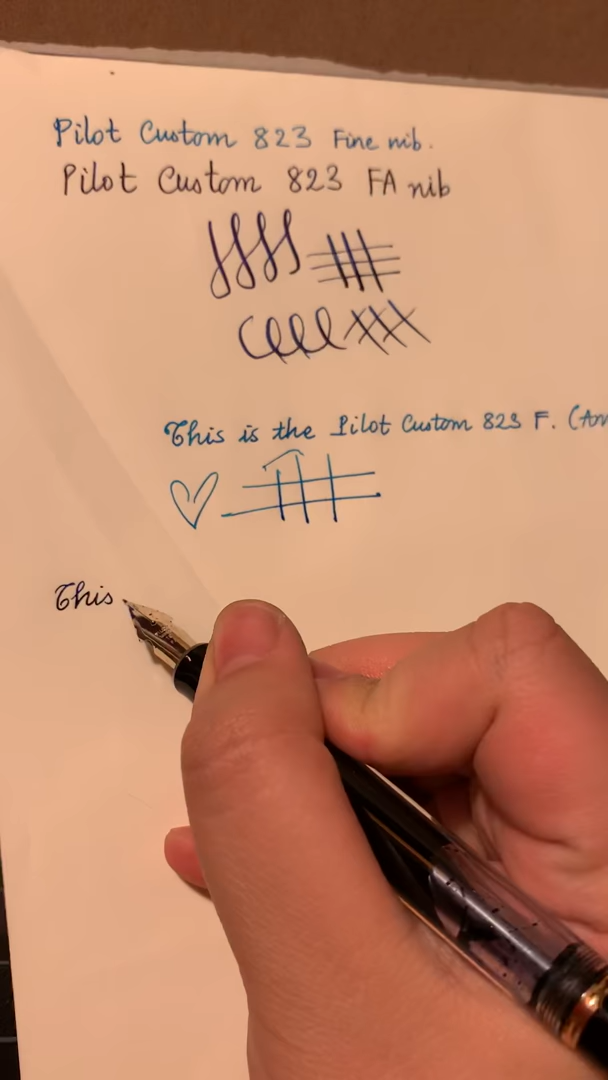 Pilot Custom 823 Fine nib.
Pilot Custom 823 FA nib
This is the Pilot Custom 823 F.
This